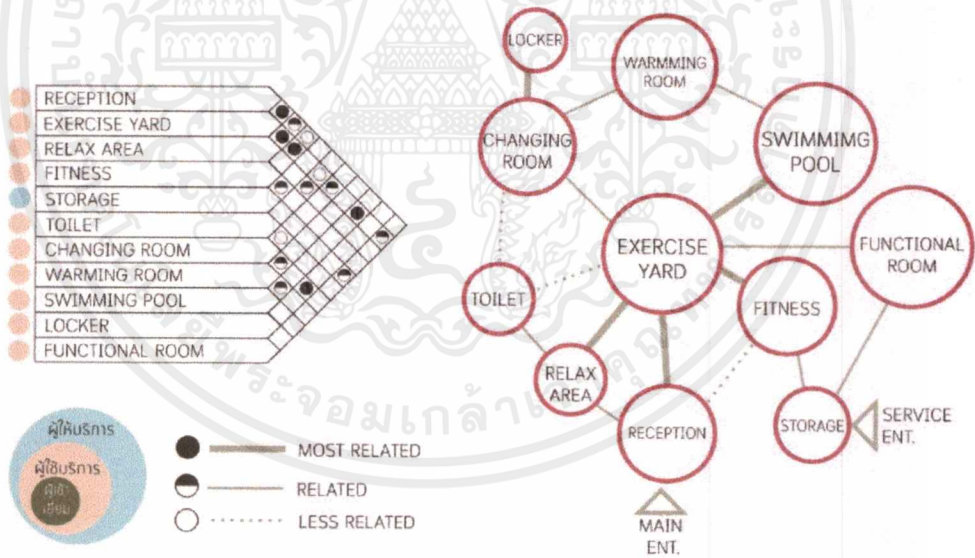 RECEPTION
EXERCISE YARD
RELAX AREA
FITNESS
STORAGE
TOILET
CHANGING ROOM
WARMING ROOM
SWIMMING POOL
LOCKER
FUNCTIONAL ROOM
LOCKER
WARMMING
ROOM
CHANGING
ROOM
SWIMMIMG
POOL
EXERCISE
YARD
FUNCTIONAL
ROOM
TOILET
FITNESS
RELAX
AREA
RECEPTION
STORAGE
SERVICE
ENT.
MAIN
ENT.
ผู้ให้บริการ
ผู้ใช้บริการ
MOST RELATED
RELATED
LESS RELATED